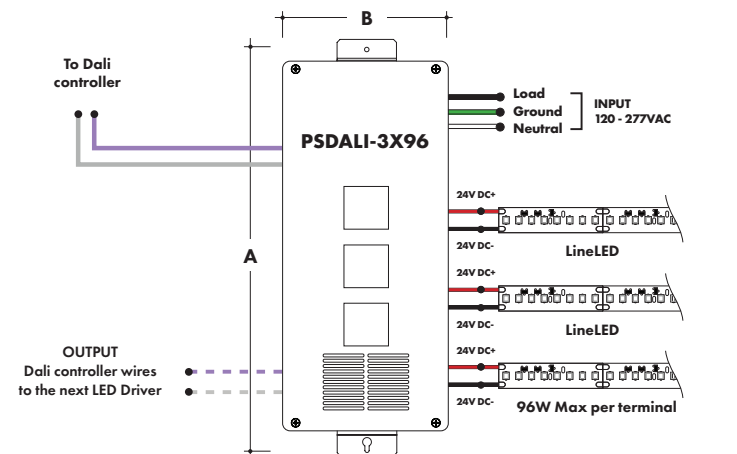 B
To Dali
controller
Load
Ground
Neutral
INPUT
120 - 277VAC
PSDALI-3X96
24V DC+
24V DC-
LineLED
A
24V DC+
24V DC-
LineLED
OUTPUT
Dali controller wires
to the next LED Driver
24V DC+
24V DC-
96W Max per terminal